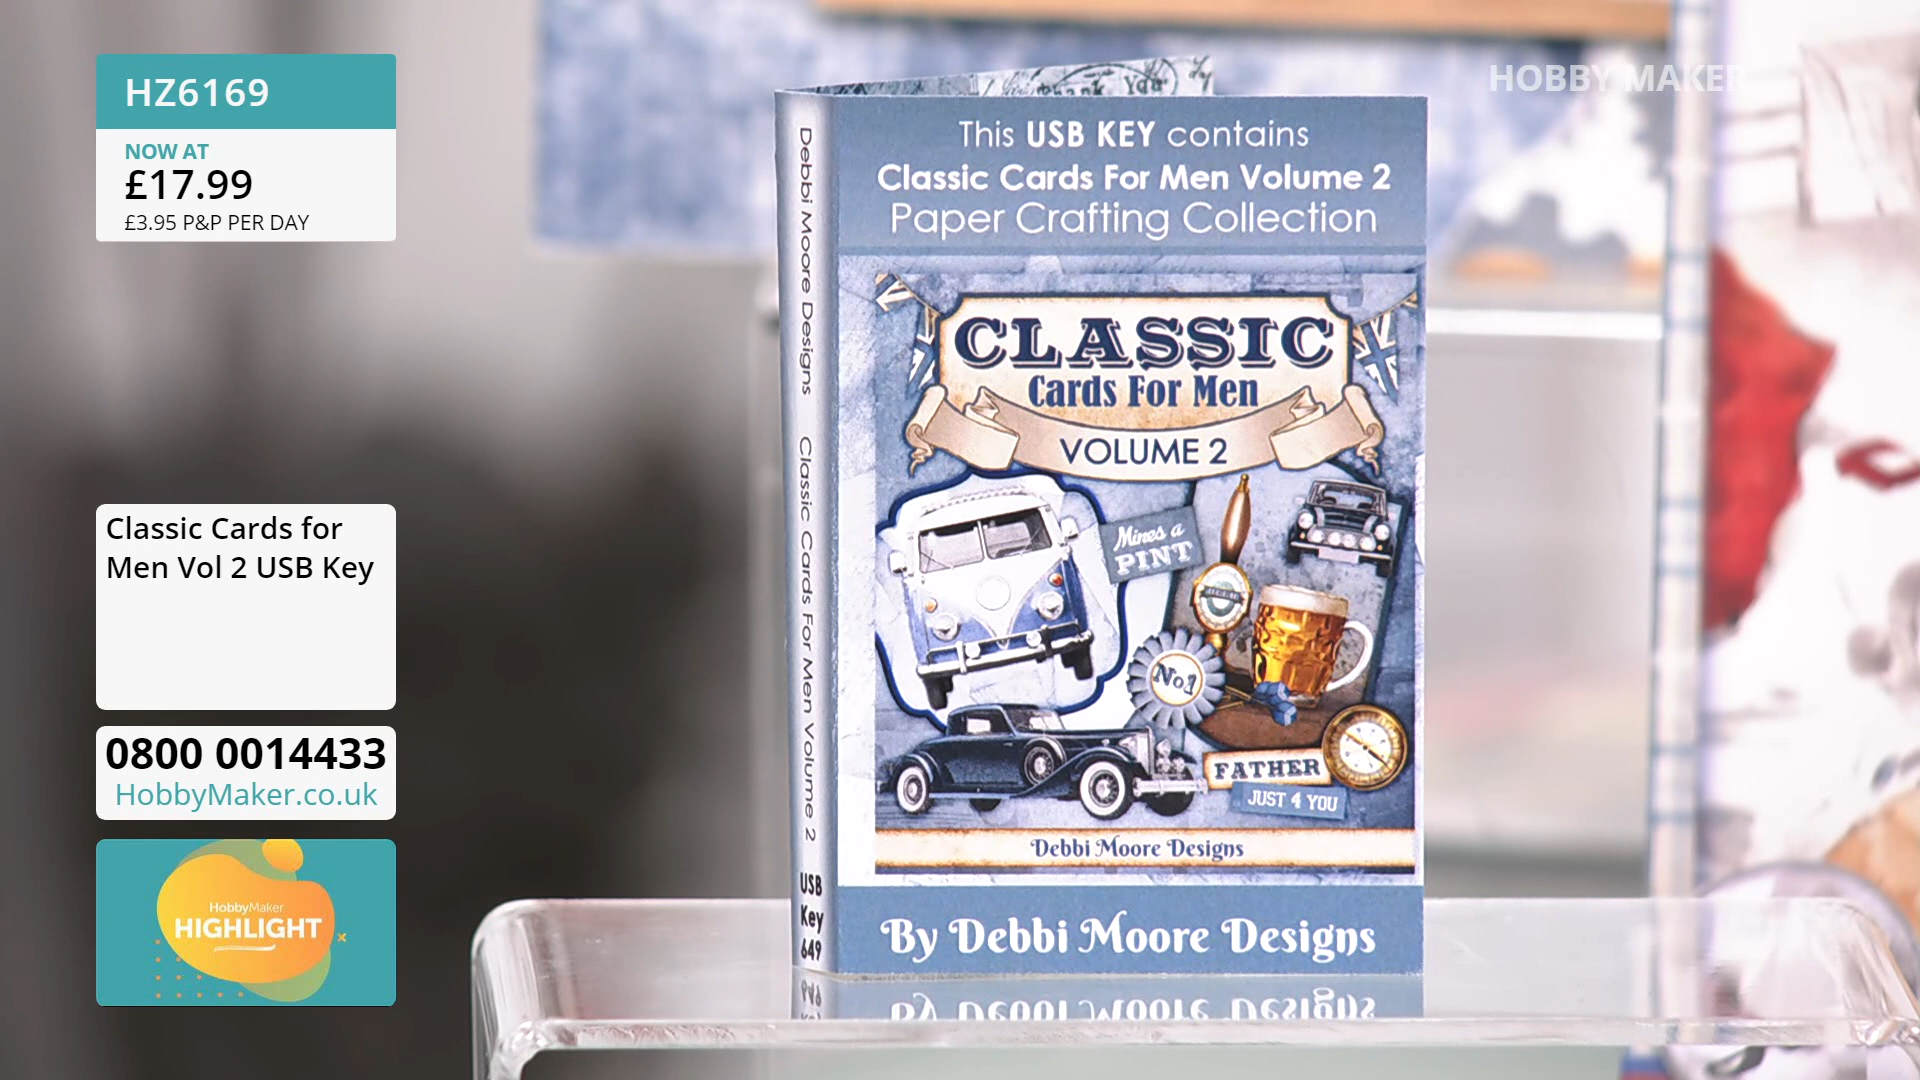 HZ6169
NOW AT
£17.99
£3.95 P&P PER DAY
Classic Cards for
Men Vol 2 USB Key
0800 0014433
HobbyMaker.co.uk
HobbyMaker
HIGHLIGHT
HOBBY MAKER
Thank You
Debbi Moore Designs Classic Cards For Men Volume 2
USB
Key
649
This USB KEY contains
Classic Cards For Men Volume 2
Paper Crafting Collection
CLASSIC
Cards For Men
VOLUME 2
Mines a
PINT
No1
FATHER
JUST 4 YOU
Debbi Moore Designs
By Debbi Moore Designs